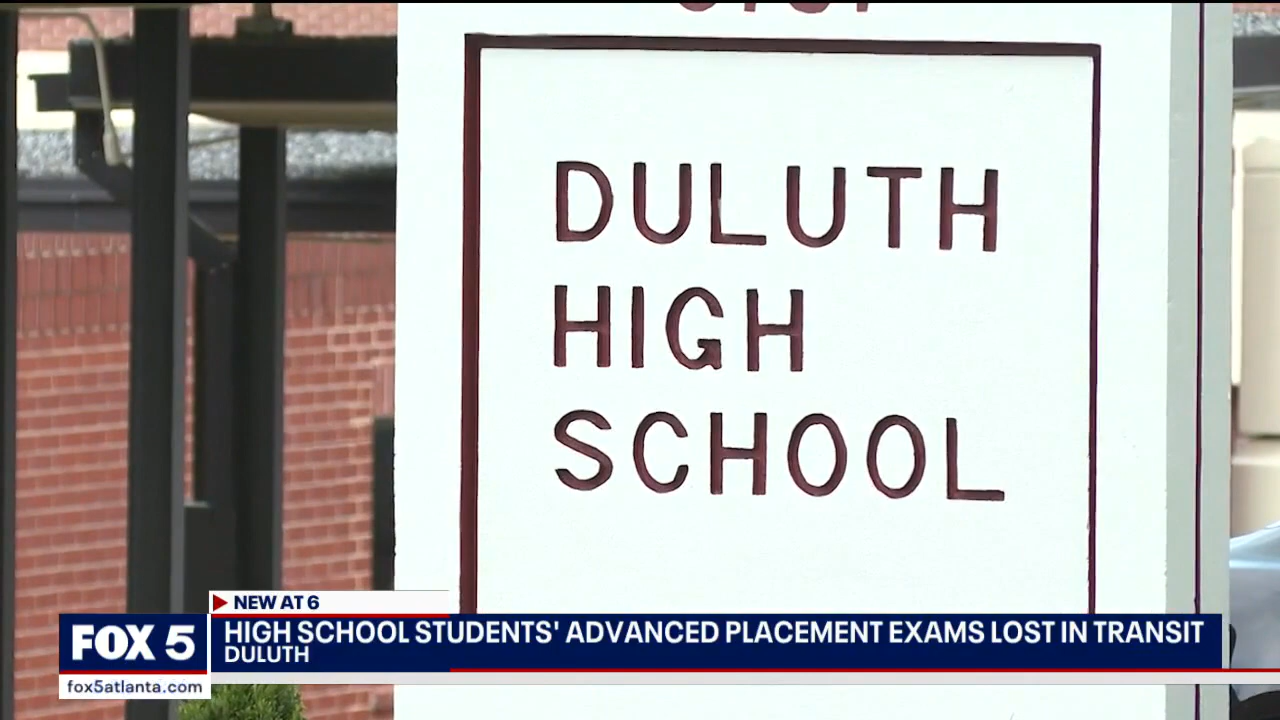 DULUTH
HIGH
SCHOOL
NEW AT 6
FOX 5
HIGH SCHOOL STUDENTS' ADVANCED PLACEMENT EXAMS LOST IN TRANSIT
DULUTH
fox5atlanta.com